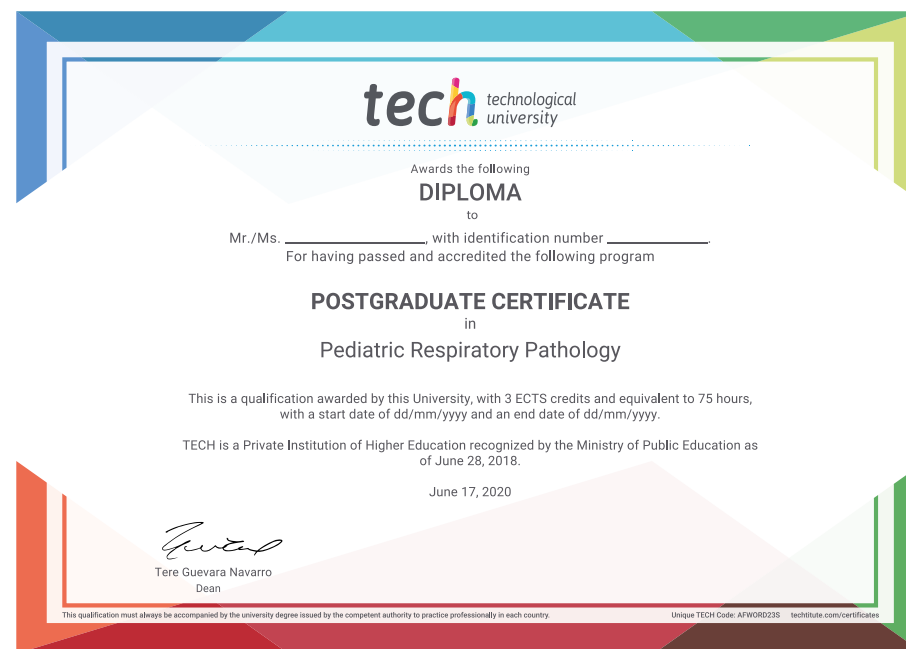 tech technological
university
Awards the following
DIPLOMA
to
Mr./Ms. ____________________, with identification number ______________.
For having passed and accredited the following program
POSTGRADUATE CERTIFICATE
in
Pediatric Respiratory Pathology
This is a qualification awarded by this University, with 3 ECTS credits and equivalent to 75 hours,
with a start date of dd/mm/yyyy and an end date of dd/mm/yyyy.
TECH is a Private Institution of Higher Education recognized by the Ministry of Public Education as
of June 28, 2018.
June 17, 2020
Tere Guevara Navarro
Dean
This qualification must always be accompanied by the university degree issued by the competent authority to practice professionally in each country. Unique TECH Code: AFWORD23S techtitute.com/certificates